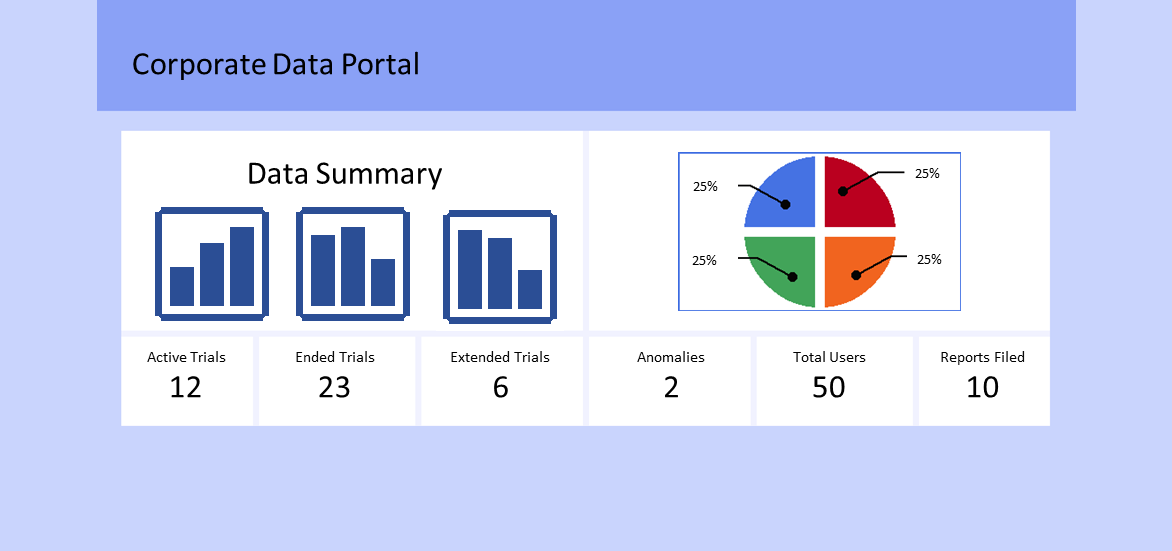 Corporate Data Portal
Data Summary
25%
25%
25%
25%
Active Trials
12
Ended Trials
23
Extended Trials
6
Anomalies
2
Total Users
50
Reports Filed
10